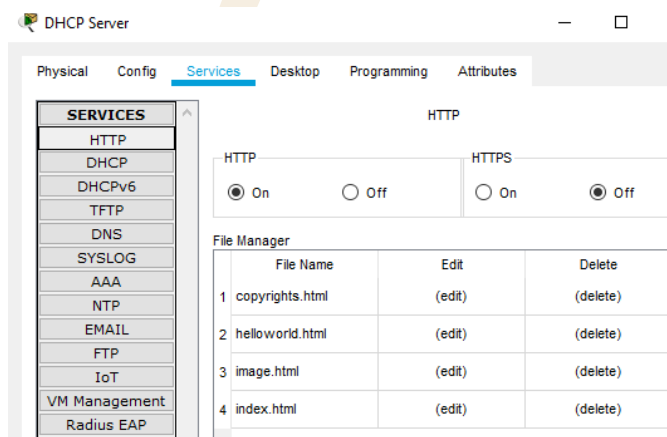 DHCP Server
Physical Config Services Desktop Programming Attributes
SERVICES
HTTP
DHCP
DHCPv6
TFTP
DNS
SYSLOG
AAA
NTP
EMAIL
FTP
IoT
VM Management
Radius EAP
HTTP
HTTP HTTPS
On Off On Off
File Manager
File Name Edit Delete
1 copyrights.html (edit) (delete)
2 helloworld.html (edit) (delete)
3 image.html (edit) (delete)
4 index.html (edit) (delete)